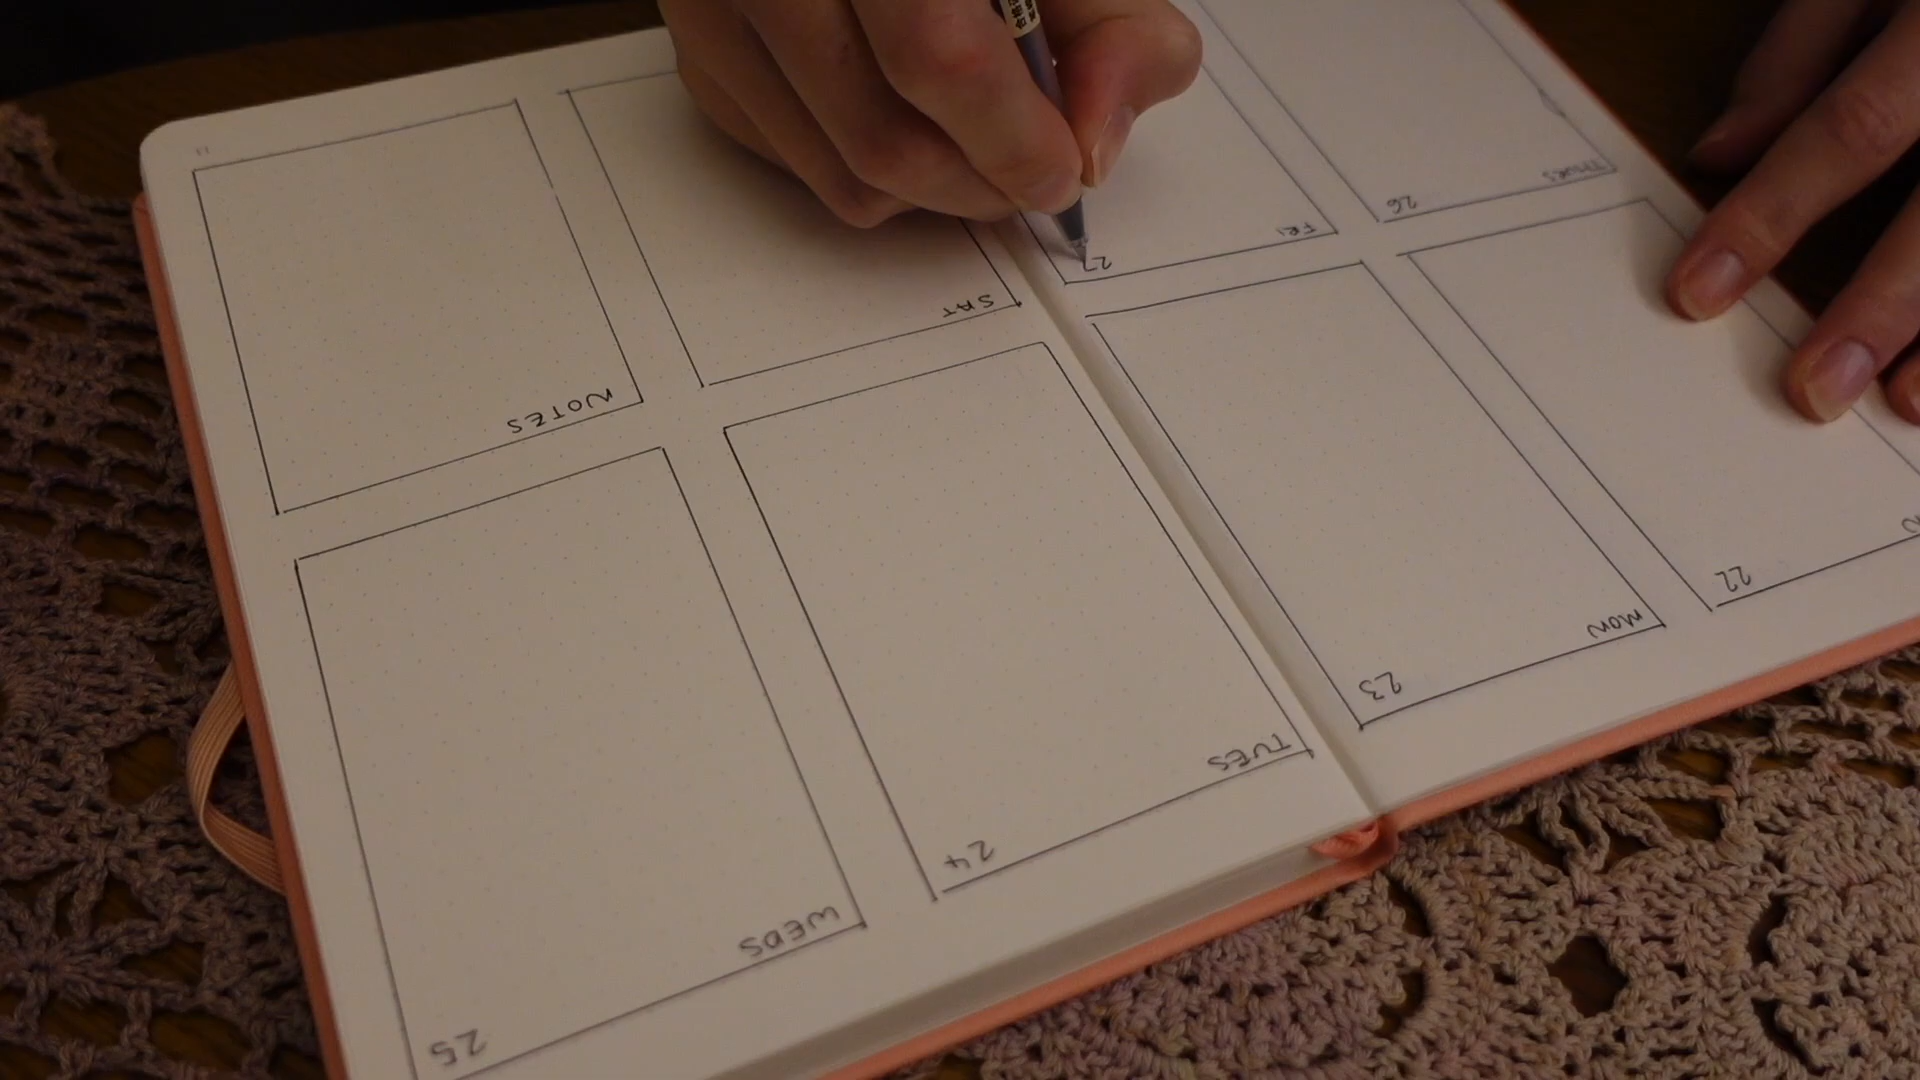 22
MON 23
TUES 24
WEDS 25
THURS 26
FRI 27
SAT
NOTES